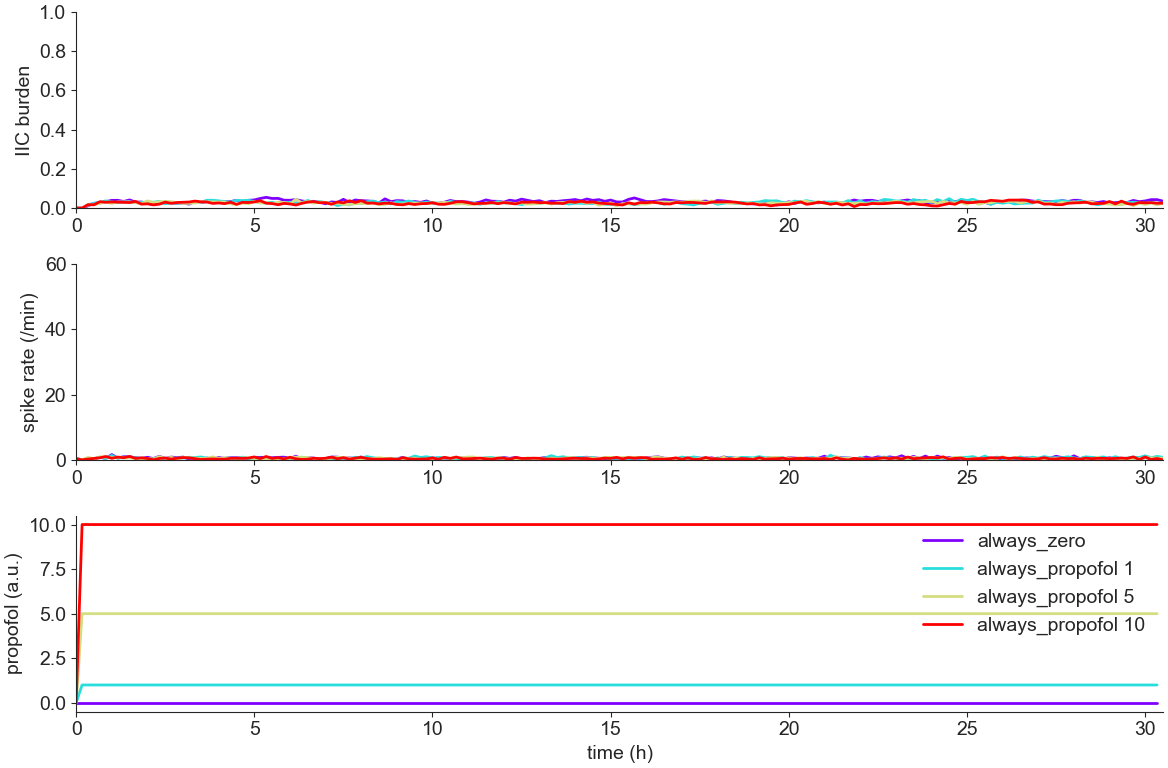 1.0
0.8
0.6
0.4
0.2
0.0
IIC burden
0 5 10 15 20 25 30
60
40
20
0
spike rate (/min)
0 5 10 15 20 25 30
10.0
7.5
5.0
2.5
0.0
propofol (a.u.)
always_zero
always_propofol 1
always_propofol 5
always_propofol 10
0 5 10 15 20 25 30
time (h)